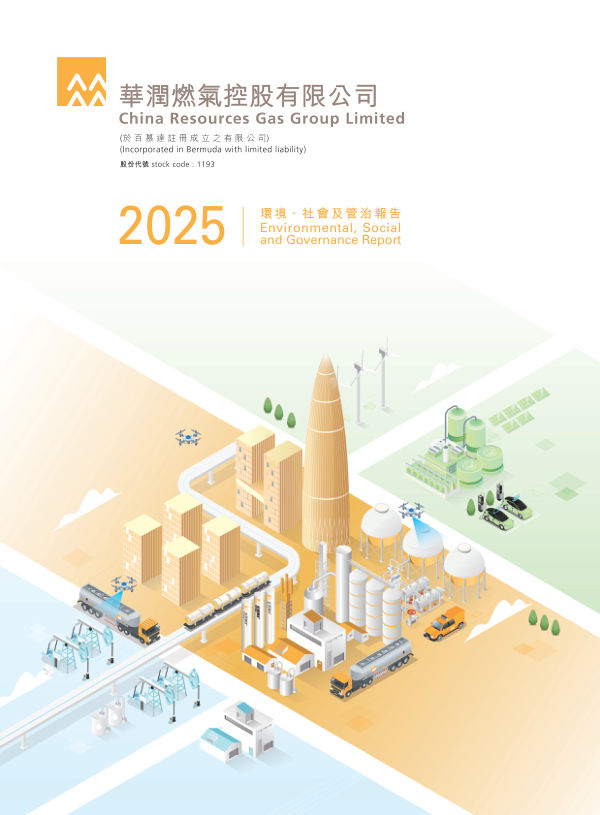 華潤燃氣控股有限公司
China Resources Gas Group Limited
(於百慕達註冊成立之有限公司)
(Incorporated in Bermuda with limited liability)
股份代號 stock code : 1193
2025
環境、社會及管治報告
Environmental, Social
and Governance Report